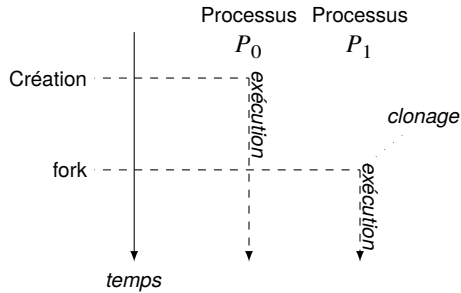 Processus Processus
P0 P1
Création
exécution
clonage
fork
exécution
temps